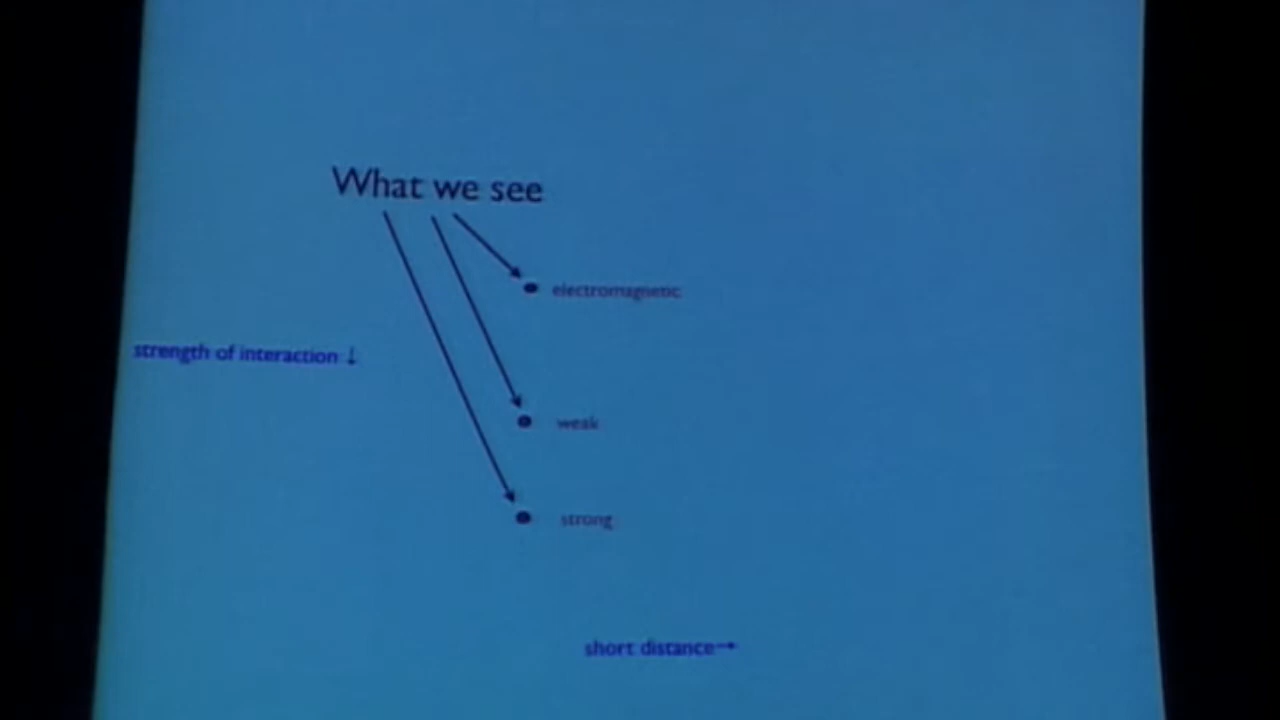 What we see
electromagnetic
strength of interaction ↓
weak
strong
short distance→